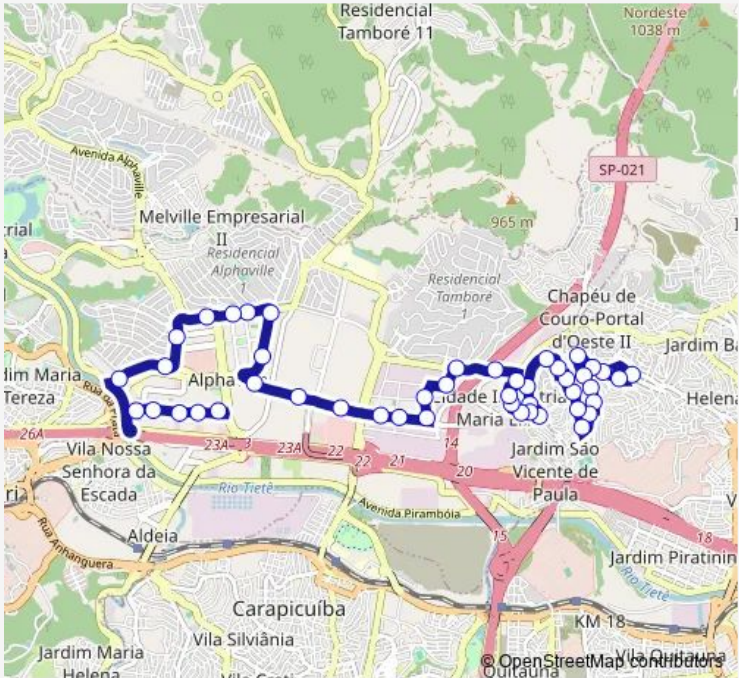 Residencial
Tamboré 11
Nordeste
1038 m
SP-021
Avenida Alphaville
965 m
Melville Empresarial
II
Residencial
Alphaville
1
Residencial
Tamboré
1
Chapéu de
Couro-Portal
d'Oeste II
Jardim Ba
dim Maria
Tereza
Alpha
Helena
Maria
26A
23A
3
23A
22
22
21
14
20
Vila Nossa
Senhora da
Escada
Jardim São
Vicente de
Paula
Rio Tietê
Avenida Pirambóia
Aldeia
15
18
Rua Anhanguera
Jardim Piratinin
Rio Tietê
Carapicuíba
KM 18
Vila Silviânia
Jardim Maria
Helena
Quitaúna
Vila Quitauna
© OpenStreetMap contributors